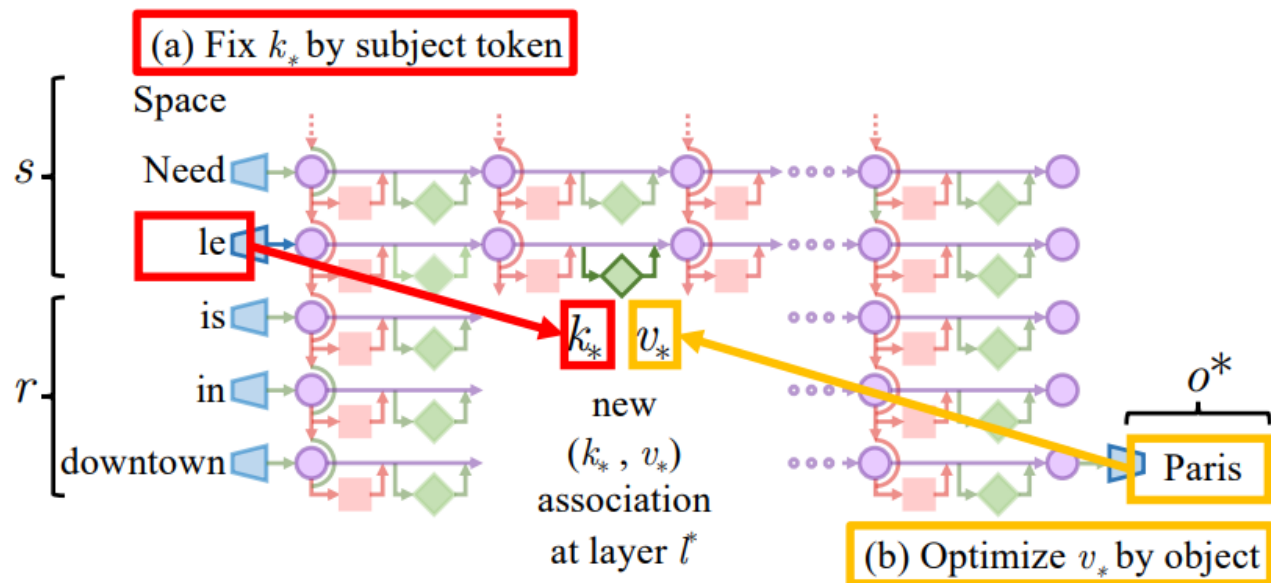 (a) Fix k* by subject token
Space
s
Need
le
is
k* v*
r
in
new
o*
(k* , v*)
downtown
Paris
association
at layer l*
(b) Optimize v* by object